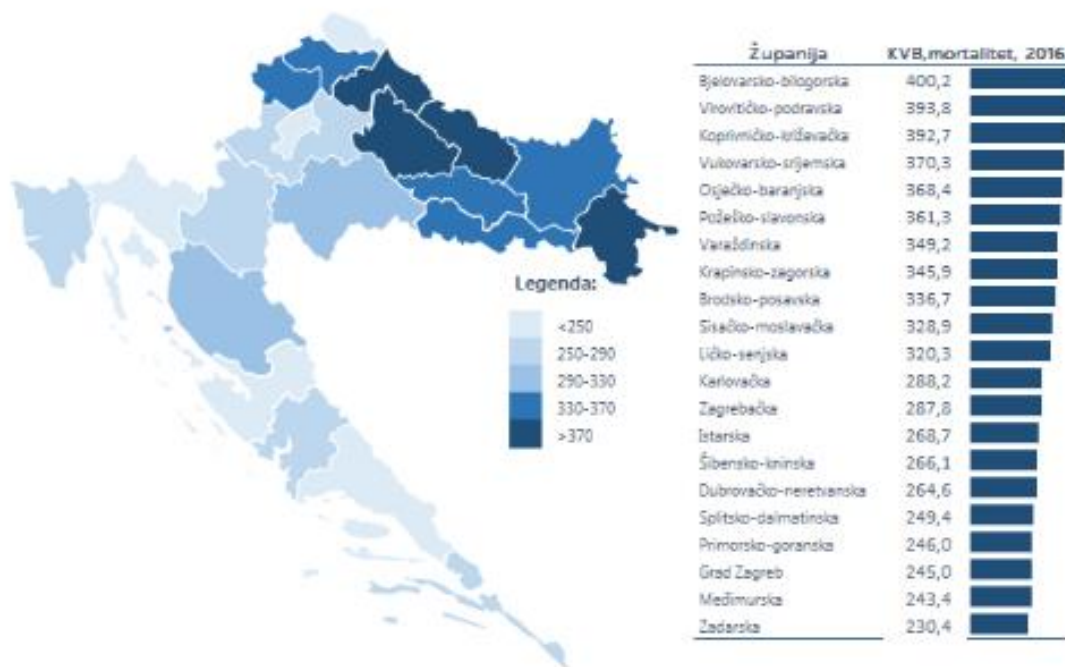 Županija KVB,mortalitet, 2016
Bjelovarsko-bilogorska 400,2
Virovitičko-podravska 393,8
Koprivničko-križevačka 392,7
Vukovarsko-srijemska 370,3
Osječko-baranjska 368,4
Požeško-slavonska 361,3
Varaždinska 349,2
Krapinsko-zagorska 345,9
Brodsko-posavska 336,7
Sisačko-moslavačka 328,9
Ličko-senjska 320,3
Karlovačka 288,2
Zagrebačka 287,8
Istarska 268,7
Šibensko-kninska 266,1
Dubrovačko-neretvanska 264,6
Splitsko-dalmatinska 249,4
Primorsko-goranska 246,0
Grad Zagreb 245,0
Međimurska 243,4
Zadarska 230,4
Legenda:
<250
250-290
290-330
330-370
>370